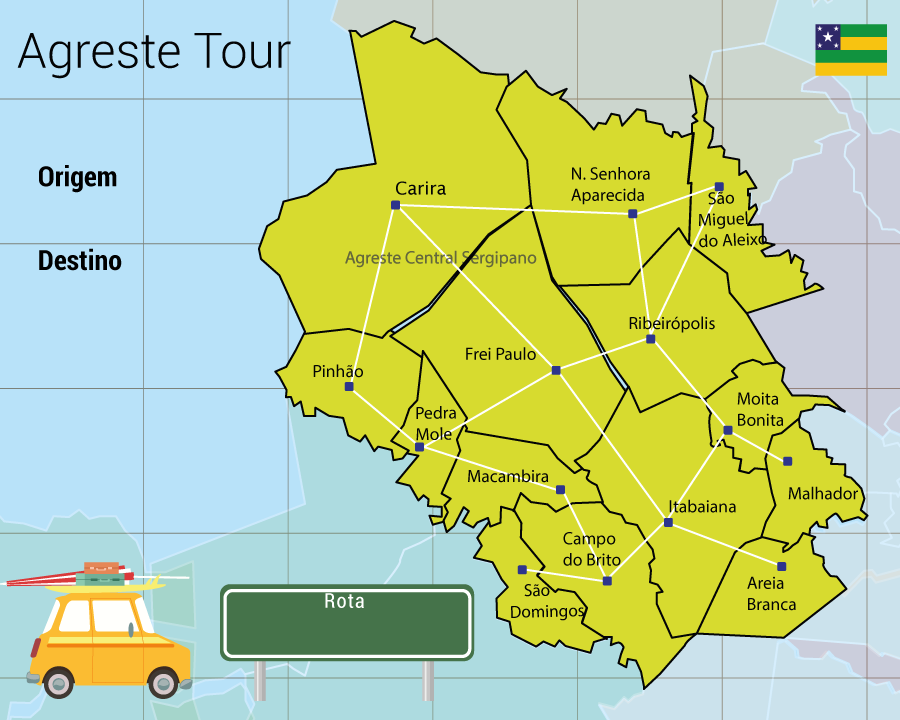 Agreste Tour
Origem
Destino
Carira
N. Senhora
Aparecida
São
Miguel
do Aleixo
Agreste Central Sergipano
Ribeirópolis
Frei Paulo
Pinhão
Pedra
Mole
Moita
Bonita
Macambira
Malhador
Itabaiana
Campo
do Brito
Areia
Branca
São
Domingos
Rota